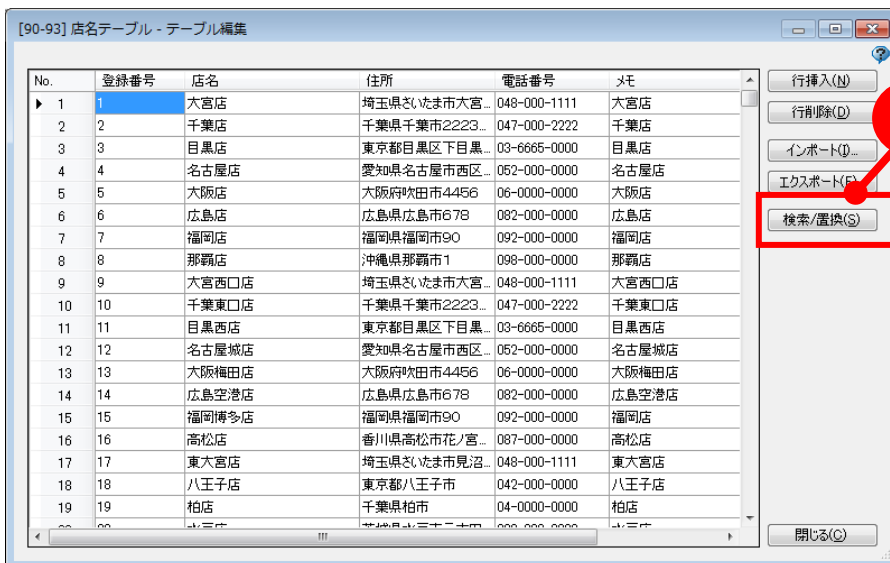 [90-93] 店名テーブル - テーブル編集
No. 登録番号 店名 住所 電話番号 メモ
1 1 大宮店 埼玉県さいたま市大宮... 048-000-1111 大宮店
2 2 千葉店 千葉県千葉市2223... 047-000-2222 千葉店
3 3 目黒店 東京都目黒区下目黒... 03-6665-0000 目黒店
4 4 名古屋店 愛知県名古屋市西区... 052-000-0000 名古屋店
5 5 大阪店 大阪府吹田市4456 06-0000-0000 大阪店
6 6 広島店 広島県広島市678 082-000-0000 広島店
7 7 福岡店 福岡県福岡市90 092-000-0000 福岡店
8 8 那覇店 沖縄県那覇市1 098-000-0000 那覇店
9 9 大宮西口店 埼玉県さいたま市大宮... 048-000-1111 大宮西口店
10 10 千葉東口店 千葉県千葉市2223... 047-000-2222 千葉東口店
11 11 目黒西店 東京都目黒区下目黒... 03-6665-0000 目黒西店
12 12 名古屋城店 愛知県名古屋市西区... 052-000-0000 名古屋城店
13 13 大阪梅田店 大阪府吹田市4456 06-0000-0000 大阪梅田店
14 14 広島空港店 広島県広島市678 082-000-0000 広島空港店
15 15 福岡博多店 福岡県福岡市90 092-000-0000 福岡店
16 16 高松店 香川県高松市花ノ宮... 087-000-0000 高松店
17 17 東大宮店 埼玉県さいたま市見沼... 048-000-1111 東大宮店
18 18 八王子店 東京都八王子市 042-000-0000 八王子店
19 19 柏店 千葉県柏市 04-0000-0000 柏店
行挿入(N)
行削除(D)
インポート(I)...
エクスポート(E)...
検索/置換(S)
閉じる(C)